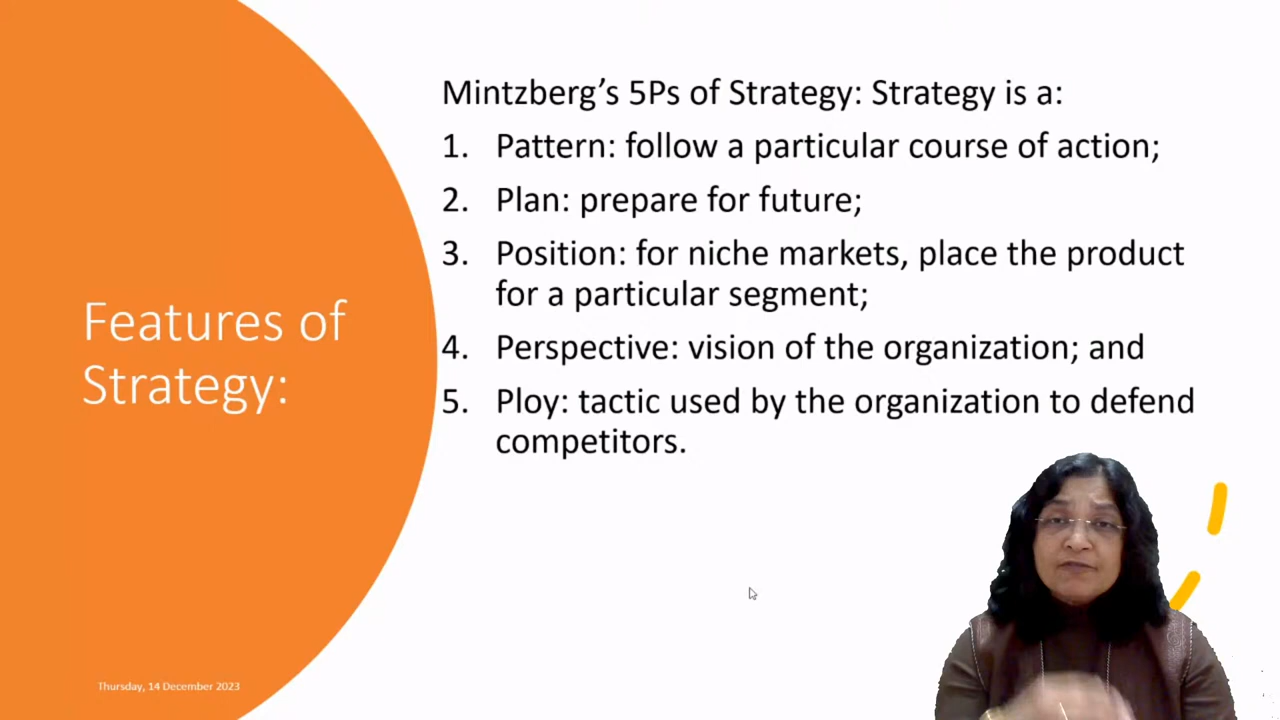 Features of
Strategy:
Mintzberg’s 5Ps of Strategy: Strategy is a:
1. Pattern: follow a particular course of action;
2. Plan: prepare for future;
3. Position: for niche markets, place the product
for a particular segment;
4. Perspective: vision of the organization; and
5. Ploy: tactic used by the organization to defend
competitors.
Thursday, 14 December 2023